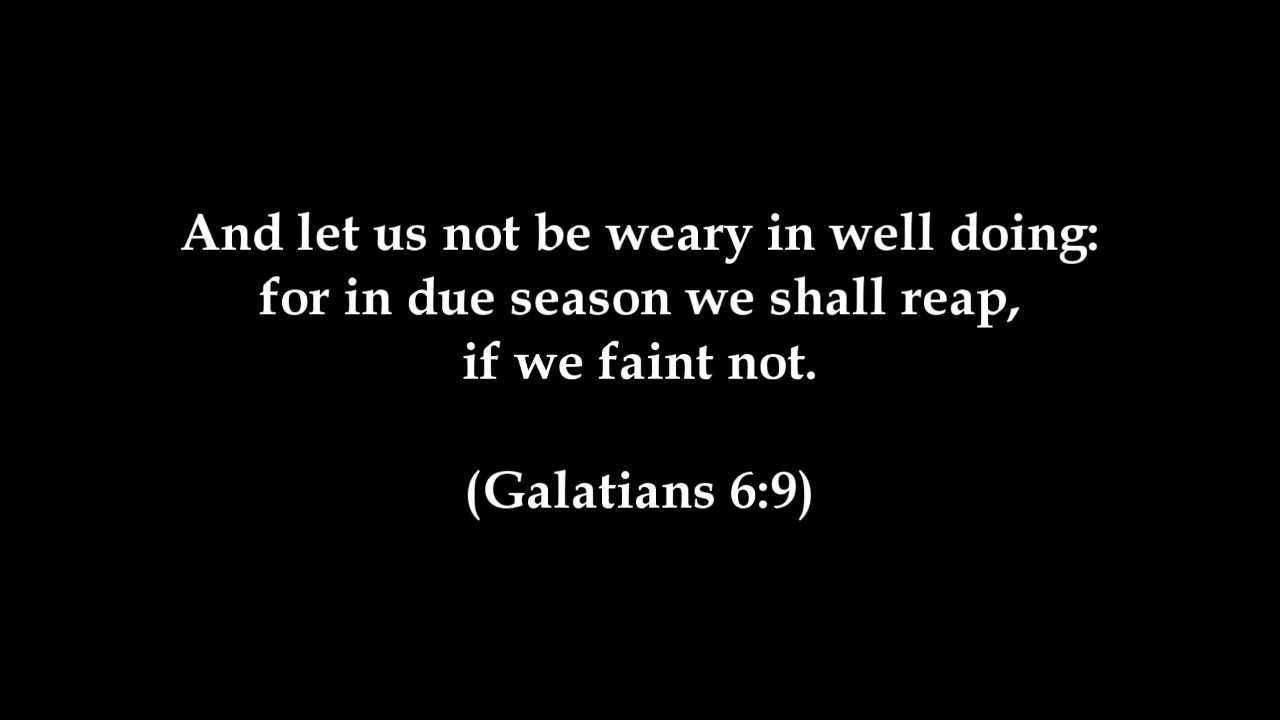 And let us not be weary in well doing:
for in due season we shall reap,
if we faint not.
(Galatians 6:9)